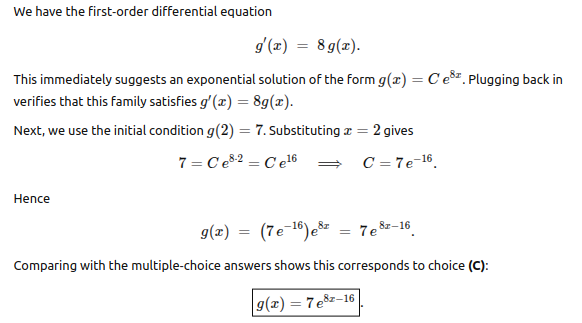 We have the first-order differential equation
g′(x) = 8 g(x).
This immediately suggests an exponential solution of the form g(x) = C e^{8x}. Plugging back in
verifies that this family satisfies g′(x) = 8g(x).
Next, we use the initial condition g(2) = 7. Substituting x = 2 gives
7 = C e^{8·2} = C e^{16} ⟹ C = 7 e^{−16}.
Hence
g(x) = (7 e^{−16}) e^{8x} = 7 e^{8x−16}.
Comparing with the multiple-choice answers shows this corresponds to choice (C):
g(x) = 7 e^{8x−16}.